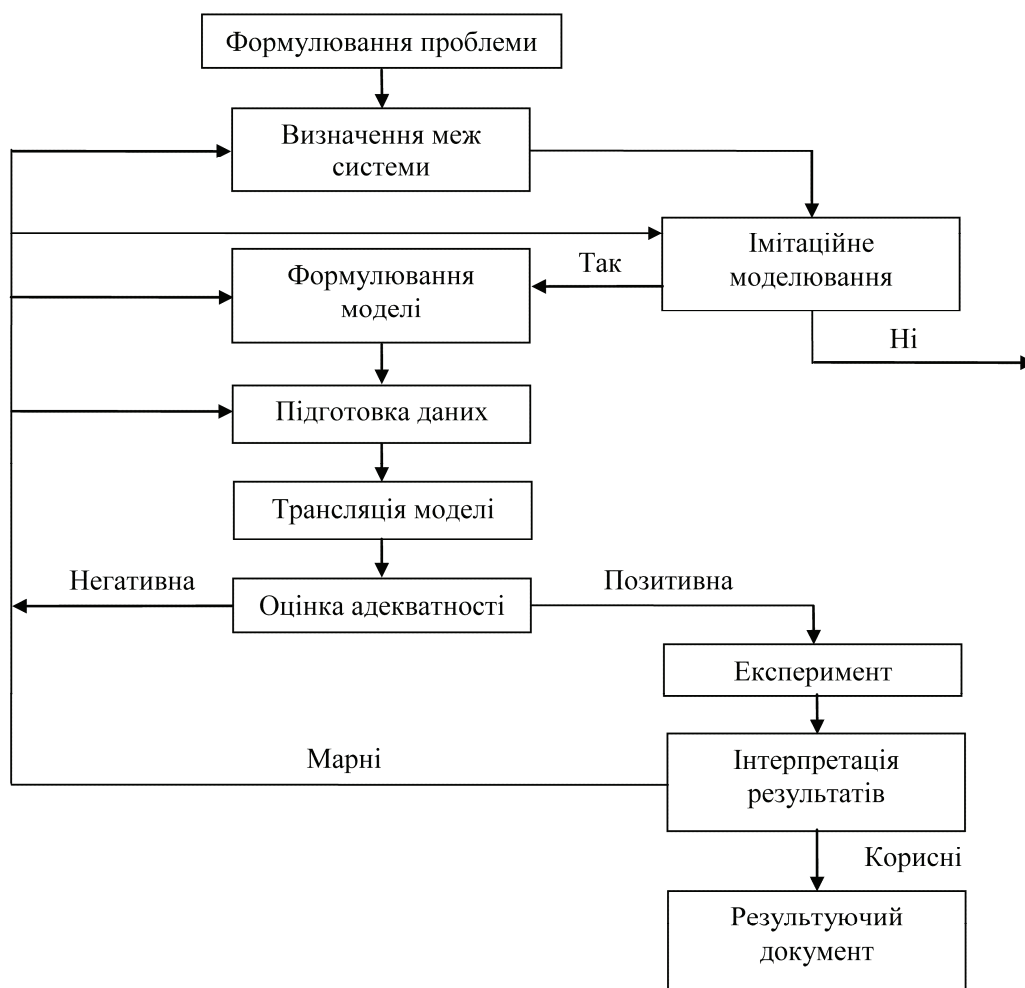 Формулювання проблеми
Визначення меж
системи
Імітаційне
моделювання
Так
Формулювання
моделі
Ні
Підготовка даних
Трансляція моделі
Негативна
Оцінка адекватності
Позитивна
Експеримент
Марні
Інтерпретація
результатів
Корисні
Результуючий
документ